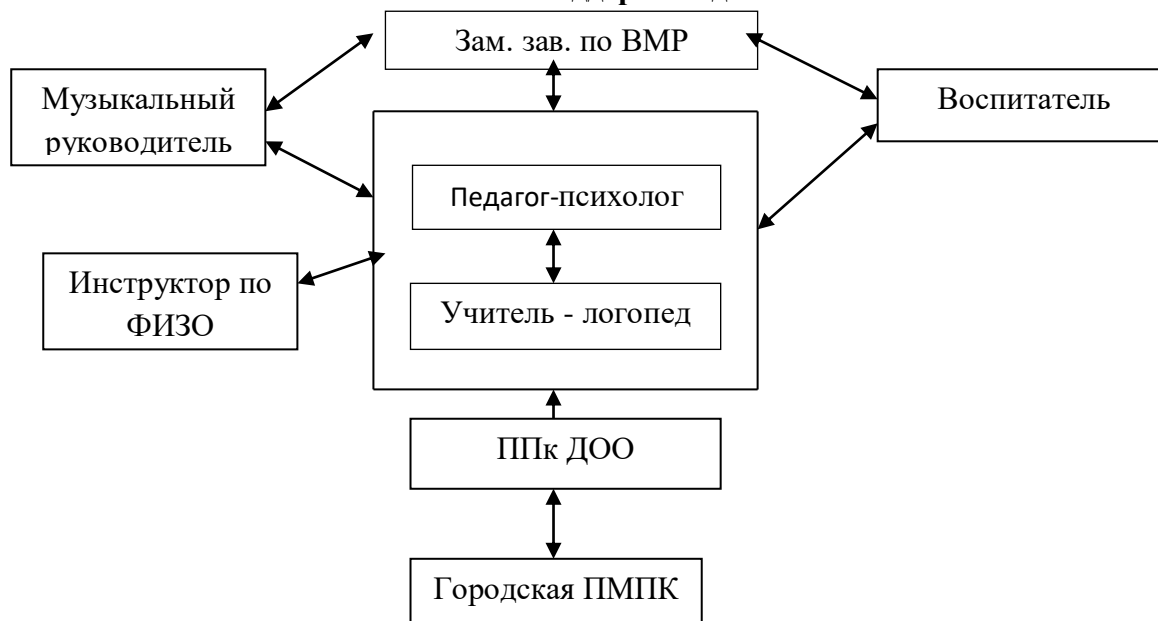 Зам. зав. по ВМР
Музыкальный
руководитель
Воспитатель
Педагог-психолог
Инструктор по
ФИЗО
Учитель - логопед
ППк ДОО
Городская ПМПК